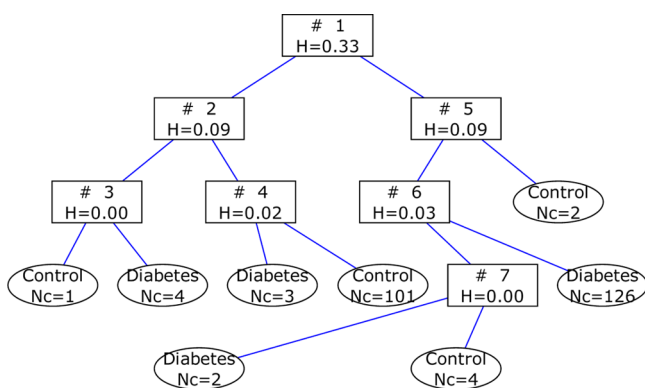 # 1
H=0.33
# 2
H=0.09
# 5
H=0.09
# 3
H=0.00
# 4
H=0.02
# 6
H=0.03
Control
Nc=2
Control
Nc=1
Diabetes
Nc=4
Diabetes
Nc=3
Control
Nc=101
# 7
H=0.00
Diabetes
Nc=126
Diabetes
Nc=2
Control
Nc=4